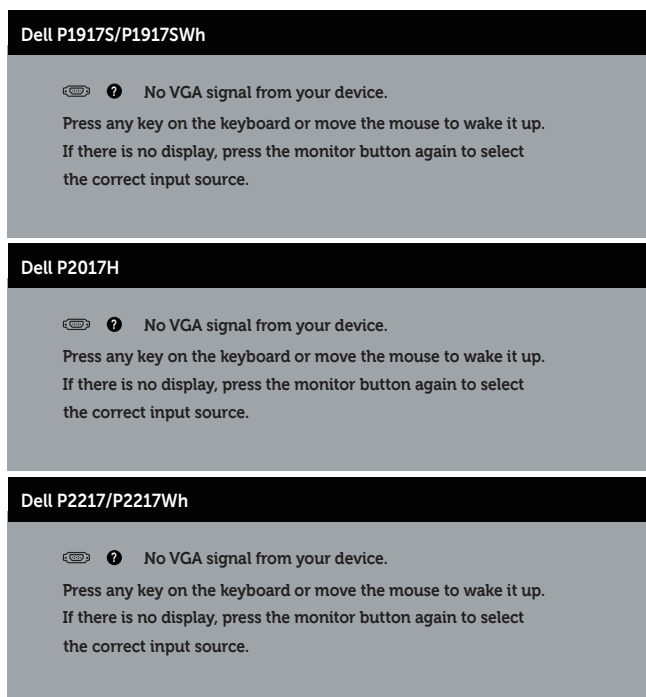 Dell P1917S/P1917SWh
No VGA signal from your device.
Press any key on the keyboard or move the mouse to wake it up.
If there is no display, press the monitor button again to select
the correct input source.
Dell P2017H
No VGA signal from your device.
Press any key on the keyboard or move the mouse to wake it up.
If there is no display, press the monitor button again to select
the correct input source.
Dell P2217/P2217Wh
No VGA signal from your device.
Press any key on the keyboard or move the mouse to wake it up.
If there is no display, press the monitor button again to select
the correct input source.